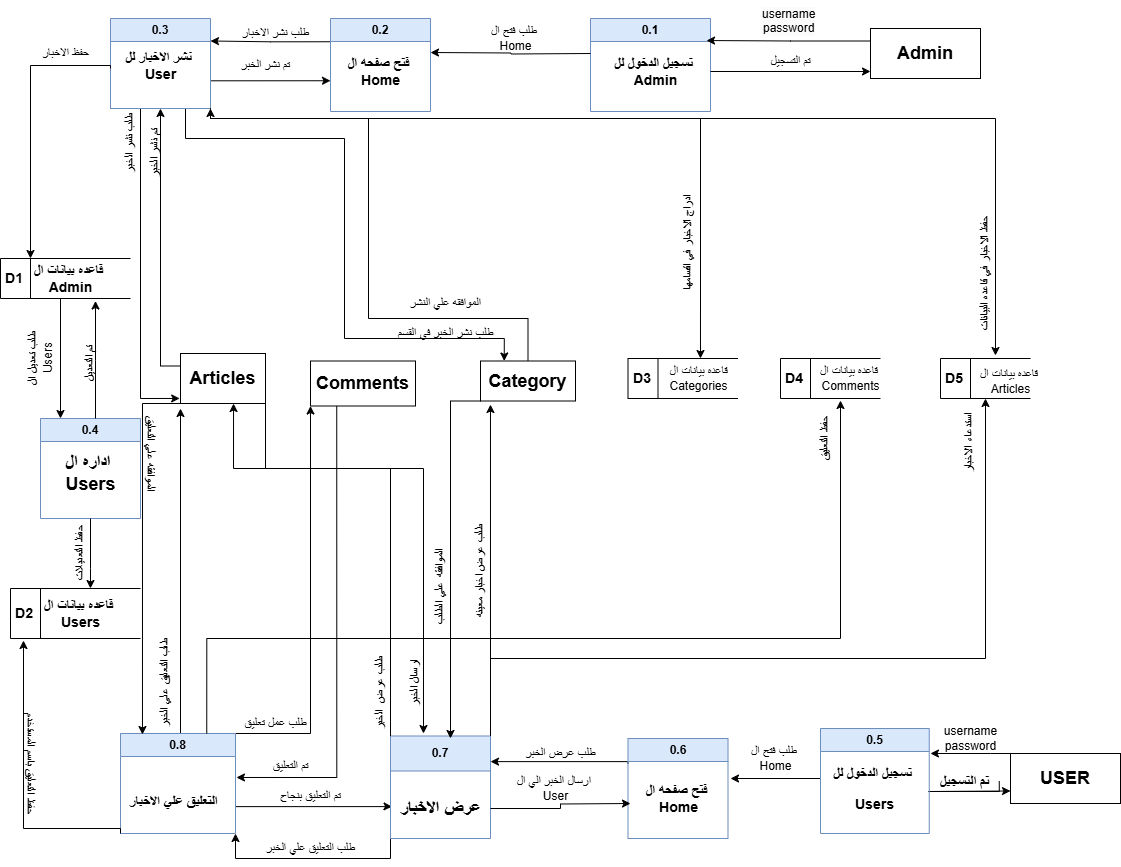 0.3
نشر الاخبار لل
User
0.2
فتح صفحه ال
Home
0.1
تسجيل الدخول لل
Admin
Admin
username
password
تم التسجيل
طلب فتح ال
Home
طلب نشر الاخبار
تم نشر الخبر
حفظ الاخبار
طلب نشر الخبر
تم نشر الخبر
ادراج الاخبار في اقسامها
حفظ الاخبار في قاعده البيانات
الموافقه علي النشر
طلب نشر الخبر في القسم
D1
قاعده بيانات ال
Admin
طلب تعديل ال
Users
تم التعديل
Articles
Comments
Category
D3
قاعده بيانات ال
Categories
D4
قاعده بيانات ال
Comments
D5
قاعده بيانات ال
Articles
0.4
اداره ال
Users
الموافقه علي التعليق
حفظ التعليق
استدعاء الاخبار
حفظ التعديلات
الموافقه علي الطلب
طلب عرض اخبار معينه
D2
قاعده بيانات ال
Users
طلب التعليق علي الخبر
طلب عرض الخبر
ارسال الخبر
حفظ التعليق باسم المستخدم
0.8
التعليق علي الاخبار
طلب عمل تعليق
تم التعليق
تم التعليق بنجاح
طلب التعليق علي الخبر
0.7
عرض الاخبار
طلب عرض الخبر
ارسال الخبر الي ال
User
0.6
فتح صفحه ال
Home
طلب فتح ال
Home
0.5
تسجيل الدخول لل
Users
username
password
تم التسجيل
USER